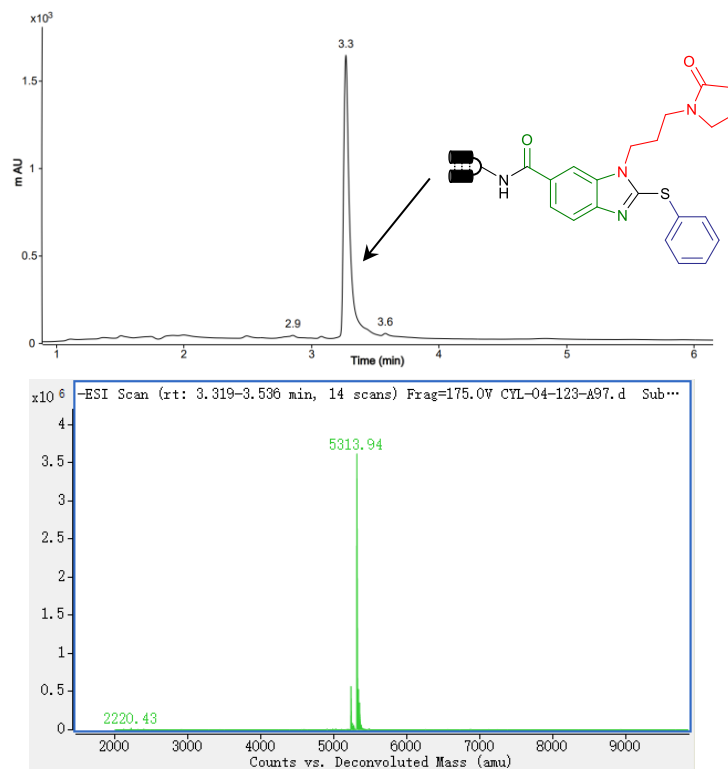 x10³
3.3
1.5
1
0.5
0
2.9
3.6
m AU
1
2
3
4
5
6
Time (min)
O
N
O
N
H
N
N
S
x10 6
-ESI Scan (rt: 3.319-3.536 min, 14 scans) Frag=175.0V CYL-04-123-A97.d Sub…
4
5313.94
3.5
3
2.5
2
1.5
1
0.5
2220.43
0
2000 3000 4000 5000 6000 7000 8000 9000
Counts vs. Deconvoluted Mass (amu)